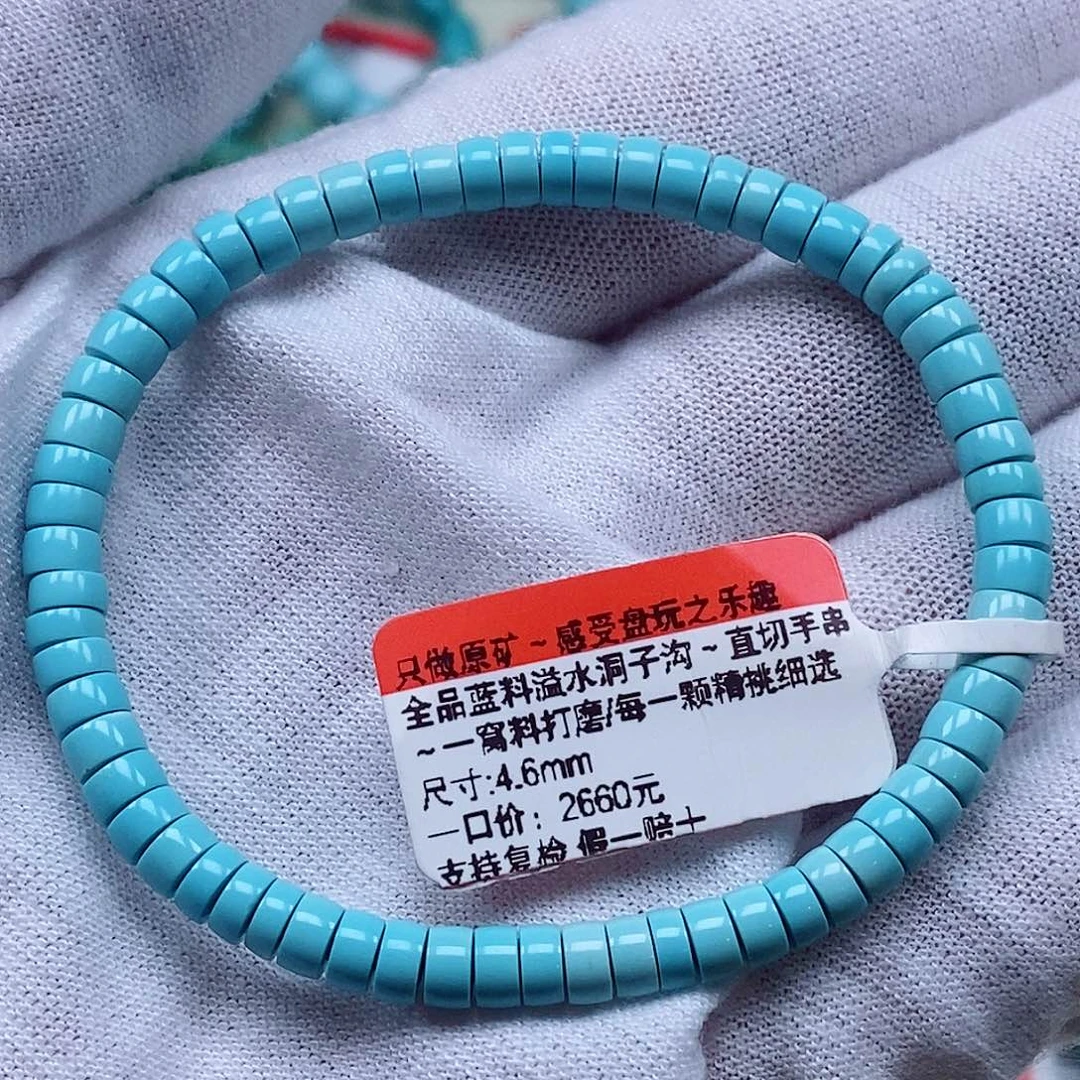 只做原矿～感受盘玩之乐趣
全品蓝料溢水洞子沟～直切手串
～一窝料打磨/每一颗精挑细选
尺寸:4.6mm
一口价：2660元
支持复检 假一赔十